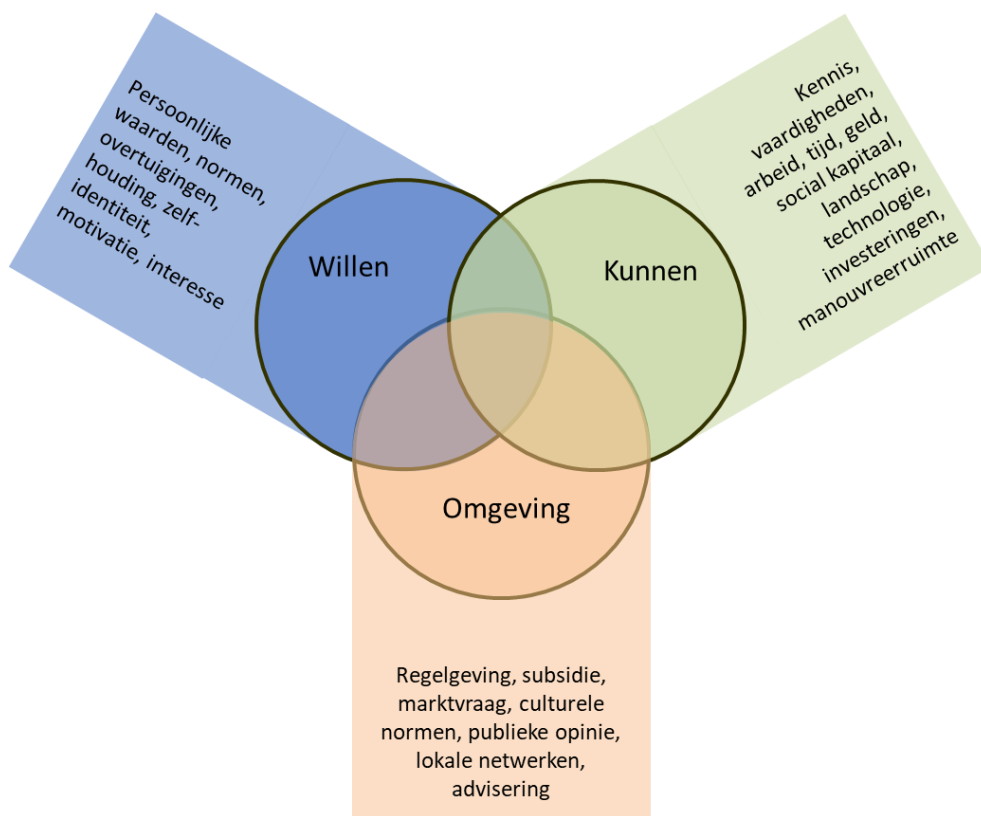 Persoonlijke
waarden, normen,
overtuigingen,
houding, zelf-
identiteit,
motivatie, interesse
Kennis,
vaardigheden,
arbeid, tijd, geld,
social kapitaal,
landschap,
technologie,
investeringen,
manouvreerruimte
Willen
Kunnen
Omgeving
Regelgeving, subsidie,
marktvraag, culturele
normen, publieke opinie,
lokale netwerken,
advisering